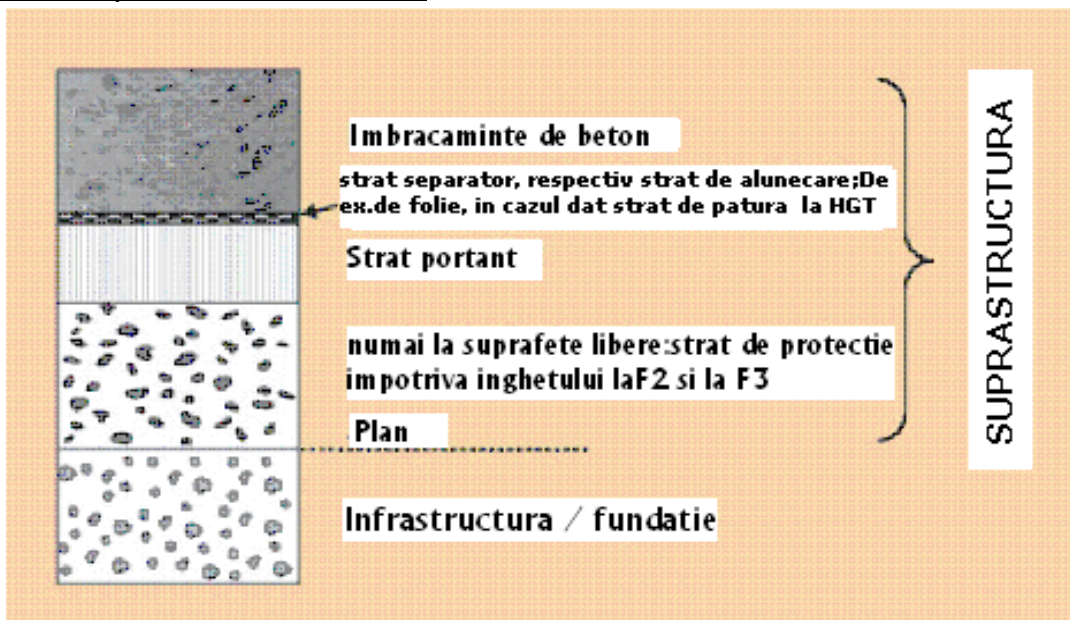 Imbracaminte de beton
strat separator, respectiv strat de alunecare;De
ex.de folie, in cazul dat strat de patura la HGT
Strat portant
numai la suprafete libere:strat de protectie
impotriva inghetului laF2 si la F3
Plan
Infrastructura / fundatie
SUPRASTRUCTURA